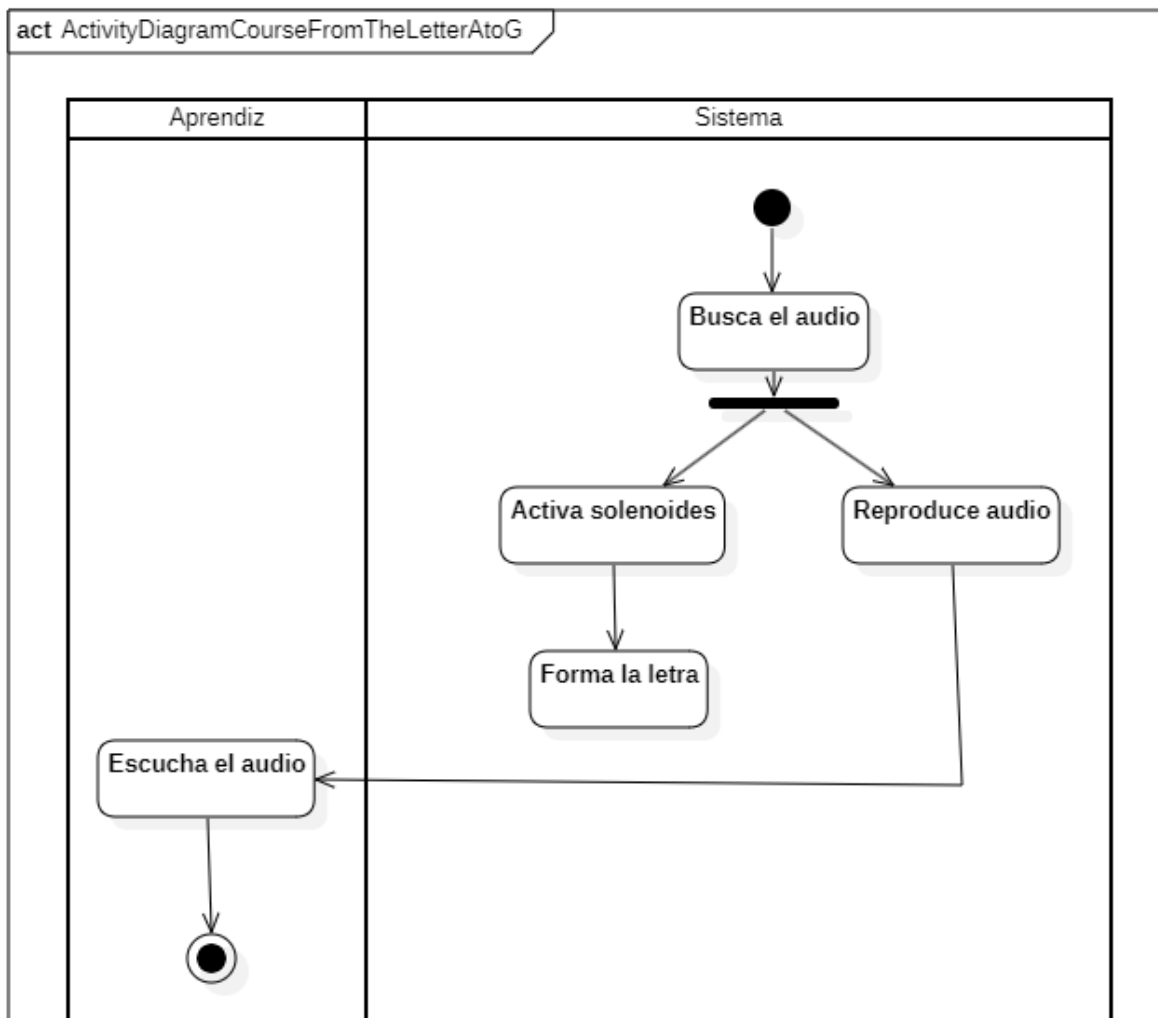 act ActivityDiagramCourseFromTheLetterAtoG
Aprendiz
Sistema
Busca el audio
Activa solenoides
Reproduce audio
Forma la letra
Escucha el audio